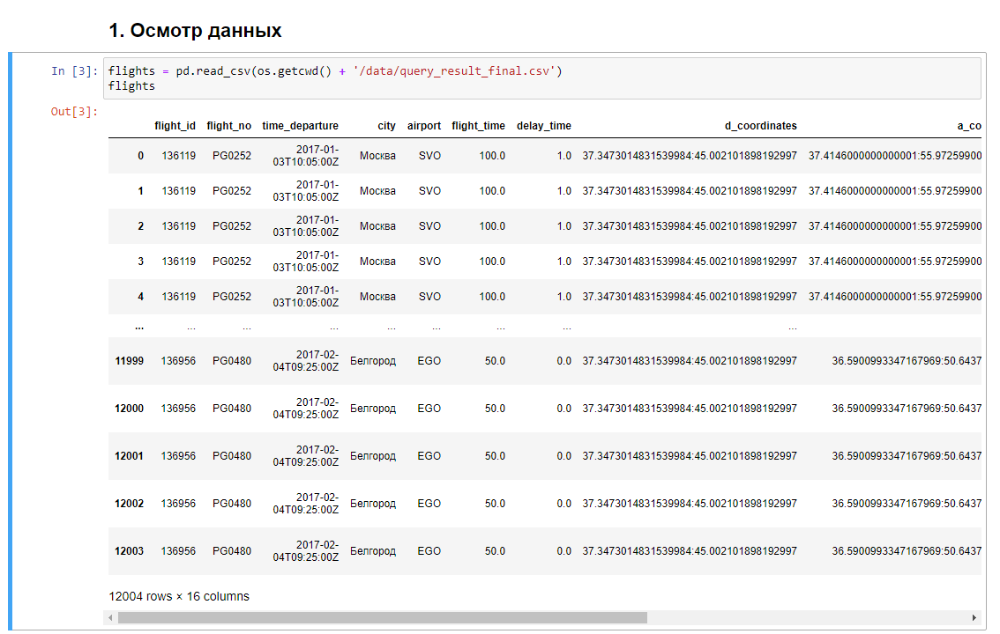 1. Осмотр данных
In [3]: flights = pd.read_csv(os.getcwd() + '/data/query_result_final.csv')
flights
Out[3]:
flight_id flight_no time_departure city airport flight_time delay_time d_coordinates a_co
0 136119 PG0252 2017-01-03T10:05:00Z Москва SVO 100.0 1.0 37.3473014831539984:45.002101898192997 37.4146000000000001:55.97259900
1 136119 PG0252 2017-01-03T10:05:00Z Москва SVO 100.0 1.0 37.3473014831539984:45.002101898192997 37.4146000000000001:55.97259900
2 136119 PG0252 2017-01-03T10:05:00Z Москва SVO 100.0 1.0 37.3473014831539984:45.002101898192997 37.4146000000000001:55.97259900
3 136119 PG0252 2017-01-03T10:05:00Z Москва SVO 100.0 1.0 37.3473014831539984:45.002101898192997 37.4146000000000001:55.97259900
4 136119 PG0252 2017-01-03T10:05:00Z Москва SVO 100.0 1.0 37.3473014831539984:45.002101898192997 37.4146000000000001:55.97259900
... ... ... ... ... ... ... ... ...
11999 136956 PG0480 2017-02-04T09:25:00Z Белгород EGO 50.0 0.0 37.3473014831539984:45.002101898192997 36.5900993347167969:50.6437
12000 136956 PG0480 2017-02-04T09:25:00Z Белгород EGO 50.0 0.0 37.3473014831539984:45.002101898192997 36.5900993347167969:50.6437
12001 136956 PG0480 2017-02-04T09:25:00Z Белгород EGO 50.0 0.0 37.3473014831539984:45.002101898192997 36.5900993347167969:50.6437
12002 136956 PG0480 2017-02-04T09:25:00Z Белгород EGO 50.0 0.0 37.3473014831539984:45.002101898192997 36.5900993347167969:50.6437
12003 136956 PG0480 2017-02-04T09:25:00Z Белгород EGO 50.0 0.0 37.3473014831539984:45.002101898192997 36.5900993347167969:50.6437
12004 rows × 16 columns